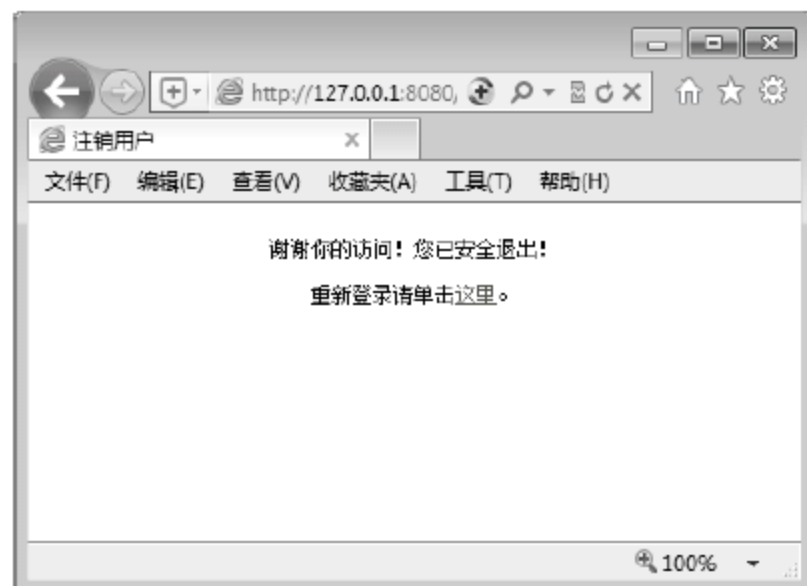 http://127.0.0.1:8080,
注销用户
文件(F) 编辑(E) 查看(V) 收藏夹(A) 工具(T) 帮助(H)
谢谢你的访问！您已安全退出！
重新登录请单击这里。
100%